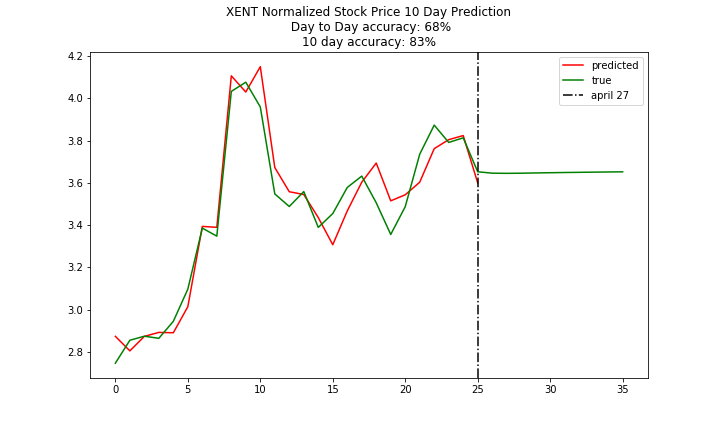 XENT Normalized Stock Price 10 Day Prediction
Day to Day accuracy: 68%
10 day accuracy: 83%
4.2
4.0
3.8
3.6
3.4
3.2
3.0
2.8
predicted
true
april 27
0 5 10 15 20 25 30 35